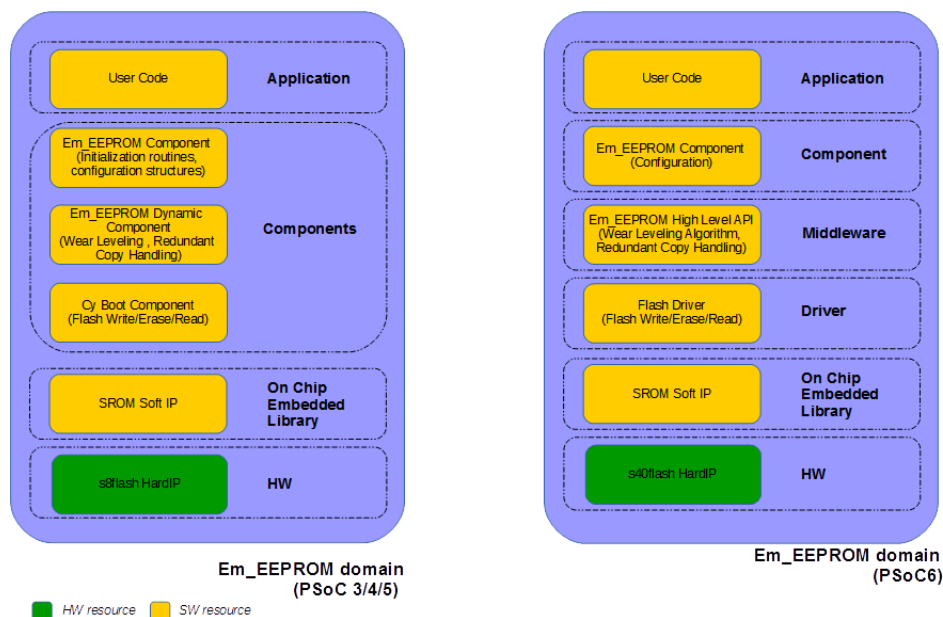 User Code
Application
Em_EEPROM Component
(Initialization routines,
configuration structures)
Em_EEPROM Dynamic
Component
(Wear Leveling , Redundant
Copy Handling)
Components
Cy Boot Component
(Flash Write/Erase/Read)
SROM Soft IP
On Chip
Embedded
Library
s8flash HardIP
HW
Em_EEPROM domain
(PSoC 3/4/5)
User Code
Application
Em_EEPROM Component
(Configuration)
Component
Em_EEPROM High Level API
(Wear Leveling Algorithm,
Redundant Copy Handling)
Middleware
Flash Driver
(Flash Write/Erase/Read)
Driver
SROM Soft IP
On Chip
Embedded
Library
s40flash HardIP
HW
Em_EEPROM domain
(PSoC6)
HW resource
SW resource